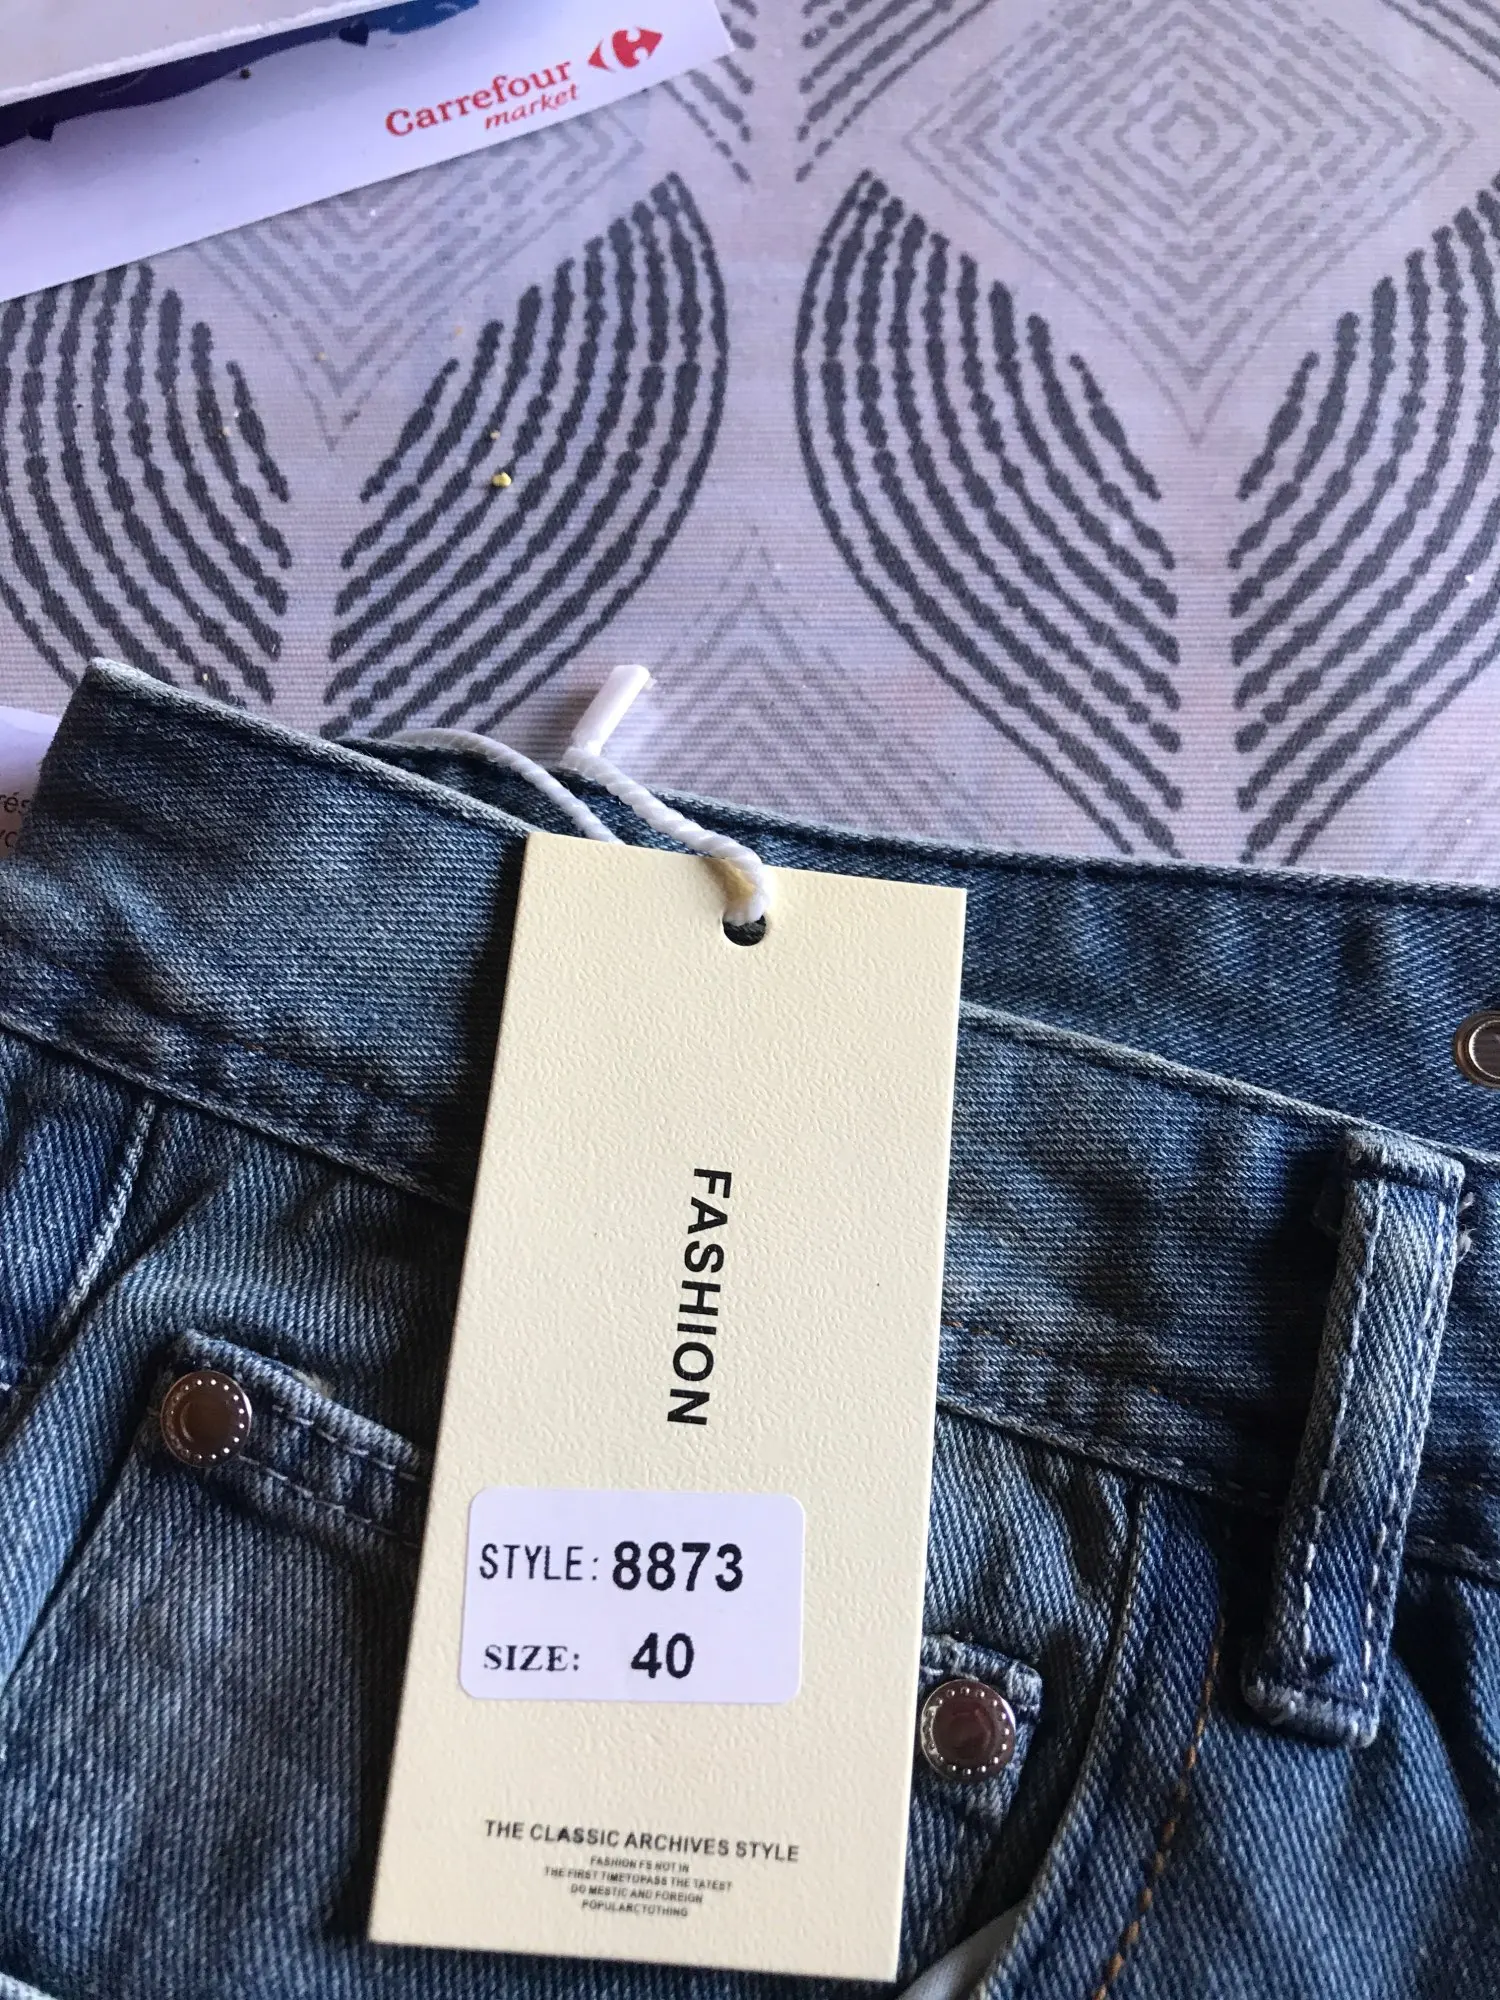 Carrefour
market
FASHION
STYLE: 8873
SIZE: 40
THE CLASSIC ARCHIVES STYLE
FASHION FS NOT IN
THE FIRST TIMETOPASS THE TATEST
DO MESTIC AND FOREIGN
POPULARCTOTHING
rés